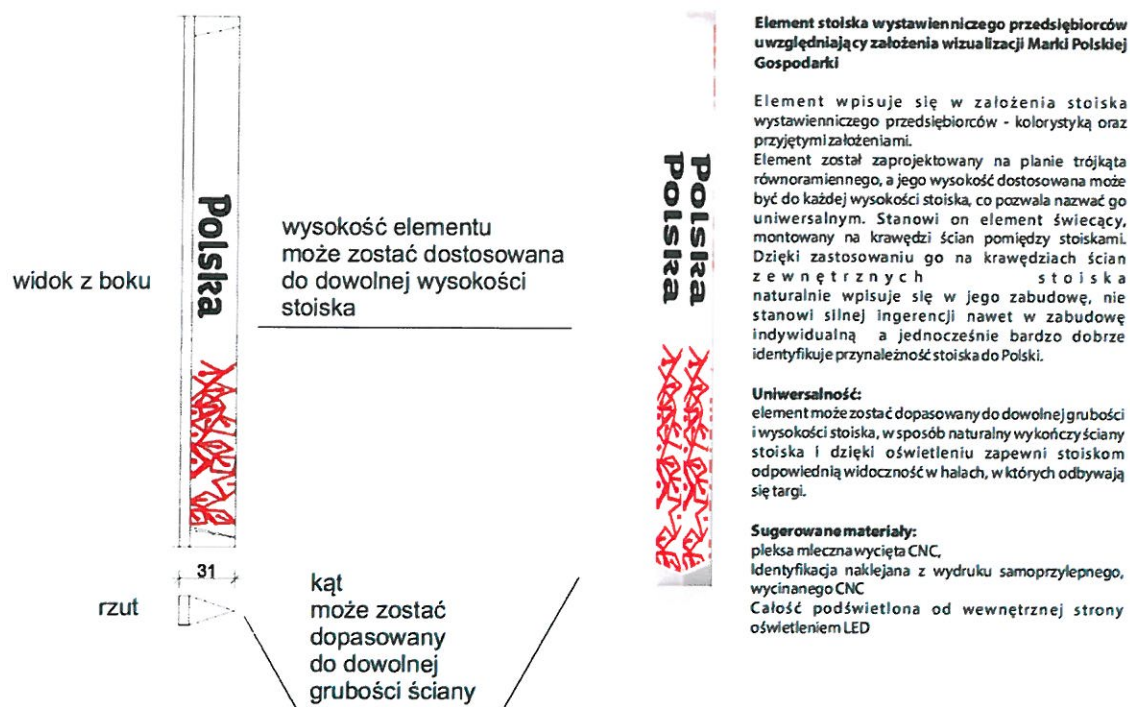 widok z boku
Polska
wysokość elementu
może zostać dostosowana
do dowolnej wysokości
stoiska
31
rzut
kąt
może zostać
dopasowany
do dowolnej
grubości ściany
Polska
Polska
Element stoiska wystawienniczego przedsiębiorców
uwzględniający założenia wizualizacji Marki Polskiej
Gospodarki
Element wpisuje się w założenia stoiska
wystawienniczego przedsiębiorców - kolorystyką oraz
przyjętymi założeniami.
Element został zaprojektowany na planie trójkąta
równoramiennego, a jego wysokość dostosowana może
być do każdej wysokości stoiska, co pozwala nazwać go
uniwersalnym. Stanowi on element świecący,
montowany na krawędzi ścian pomiędzy stoiskami.
Dzięki zastosowaniu go na krawędziach ścian
zewnętrznych stoiska
naturalnie wpisuje się w jego zabudowę, nie
stanowi silnej ingerencji nawet w zabudowę
indywidualną a jednocześnie bardzo dobrze
identyfikuje przynależność stoiska do Polski.
Uniwersalność:
element może zostać dopasowany do dowolnej grubości
i wysokości stoiska, w sposób naturalny wykończy ściany
stoiska i dzięki oświetleniu zapewni stoiskom
odpowiednią widoczność w halach, w których odbywają
się targi.
Sugerowane materiały:
pleksa mleczna wycięta CNC,
Identyfikacja naklejana z wydruku samoprzylepnego,
wycinanego CNC
Całość podświetlona od wewnętrznej strony
oświetleniem LED